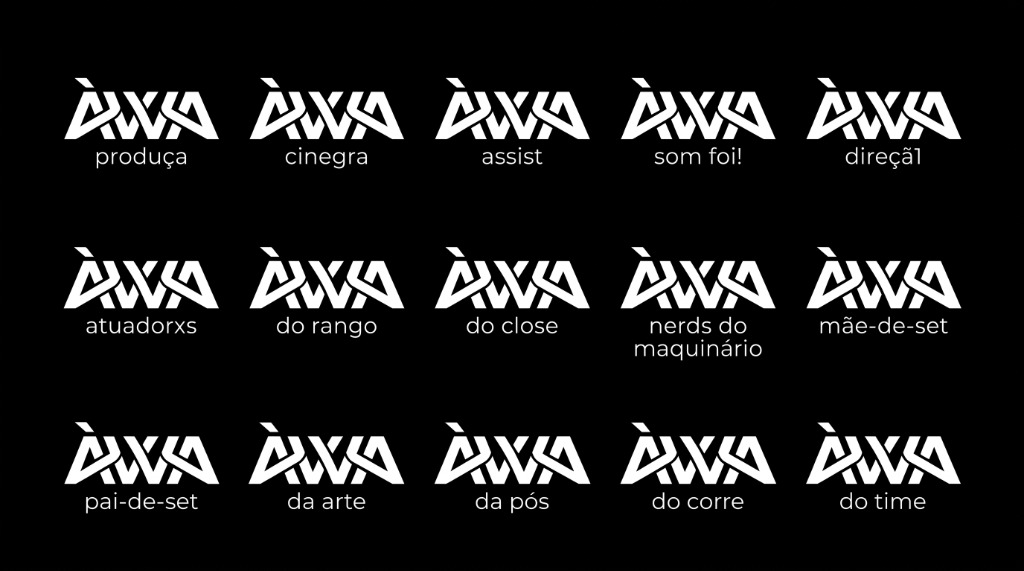 ÀWA ÀWA ÀWA ÀWA ÀWA
produça cinegra assist som foi! direçã1
ÀWA ÀWA ÀWA ÀWA ÀWA
atuadorxs do rango do close nerds do maquinário mãe-de-set
ÀWA ÀWA ÀWA ÀWA ÀWA
pai-de-set da arte da pós do corre do time